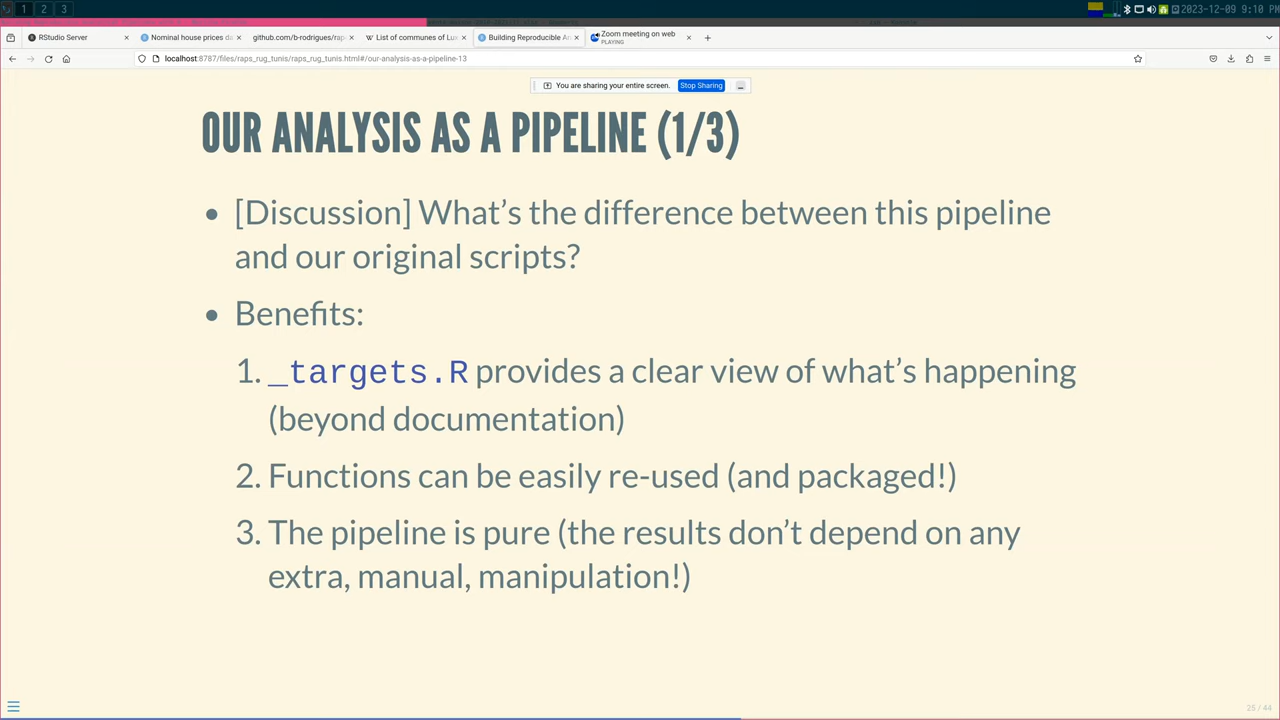 1 2 3
2023-12-09 9:10 PM
RStudio Server
Nominal house prices da
github.com/b-rodrigues/rap-
List of communes of Lux
Building Reproducible An
Zoom meeting on web
PLAYING
localhost:8787/files/raps_rug_tunis/raps_rug_tunis.html#/our-analysis-as-a-pipeline-13
You are sharing your entire screen.
Stop Sharing
OUR ANALYSIS AS A PIPELINE (1/3)
[Discussion] What's the difference between this pipeline
and our original scripts?
Benefits:
1. _targets.R provides a clear view of what's happening
(beyond documentation)
2. Functions can be easily re-used (and packaged!)
3. The pipeline is pure (the results don't depend on any
extra, manual, manipulation!)
25 / 44